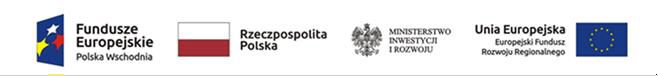 Fundusze
Europejskie
Polska Wschodnia
Rzeczpospolita
Polska
MINISTERSTWO
INWESTYCJI
I ROZWOJU
Unia Europejska
Europejski Fundusz
Rozwoju Regionalnego